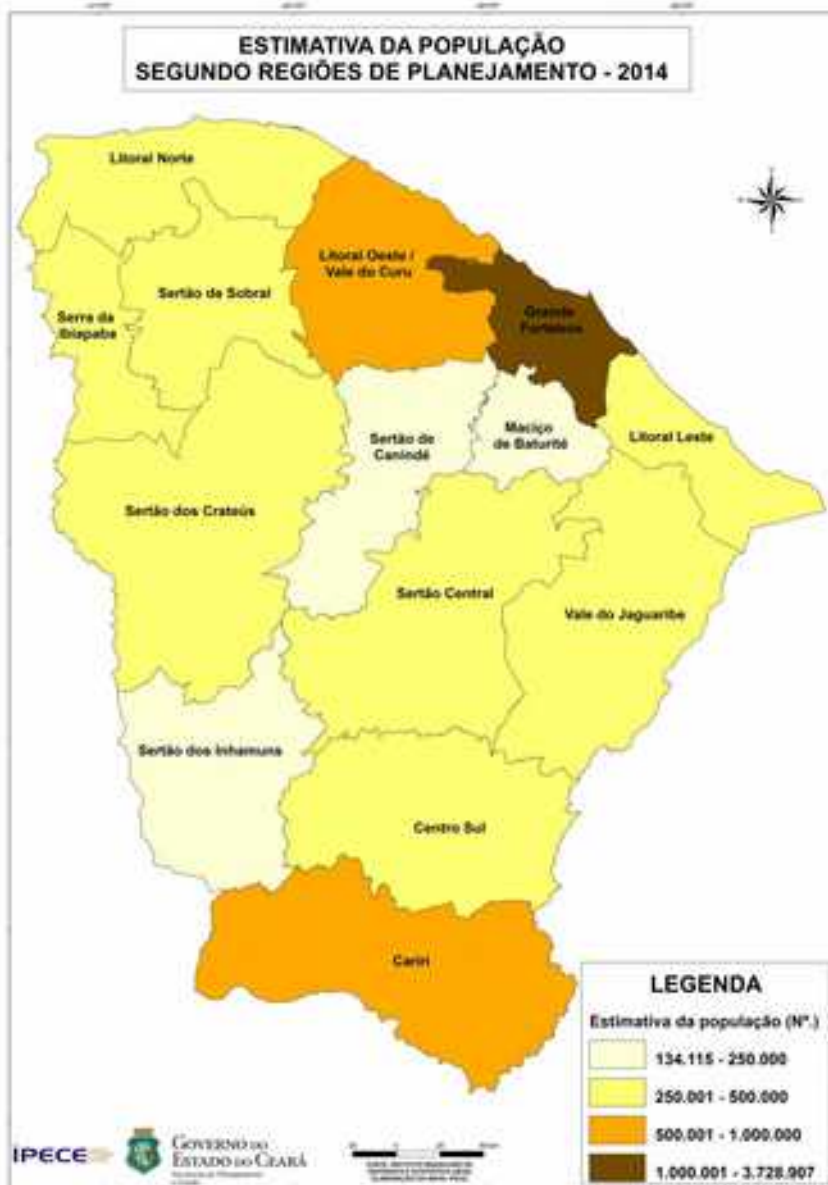 ESTIMATIVA DA POPULAÇÃO
SEGUNDO REGIÕES DE PLANEJAMENTO - 2014
Litoral Norte
Litoral Oeste /
Vale do Curu
Sertão de Sobral
Serra da
Ibiapaba
Grande
Fortaleza
Sertão de
Canindé
Maciço
de Baturité
Litoral Leste
Sertão dos Crateús
Sertão Central
Vale do Jaguaribe
Sertão dos Inhamuns
Centro Sul
Cariri
LEGENDA
Estimativa da população (Nº.)
134.115 - 250.000
250.001 - 500.000
500.001 - 1.000.000
1.000.001 - 3.728.907
IPECE
GOVERNO DO
ESTADO DO CEARÁ